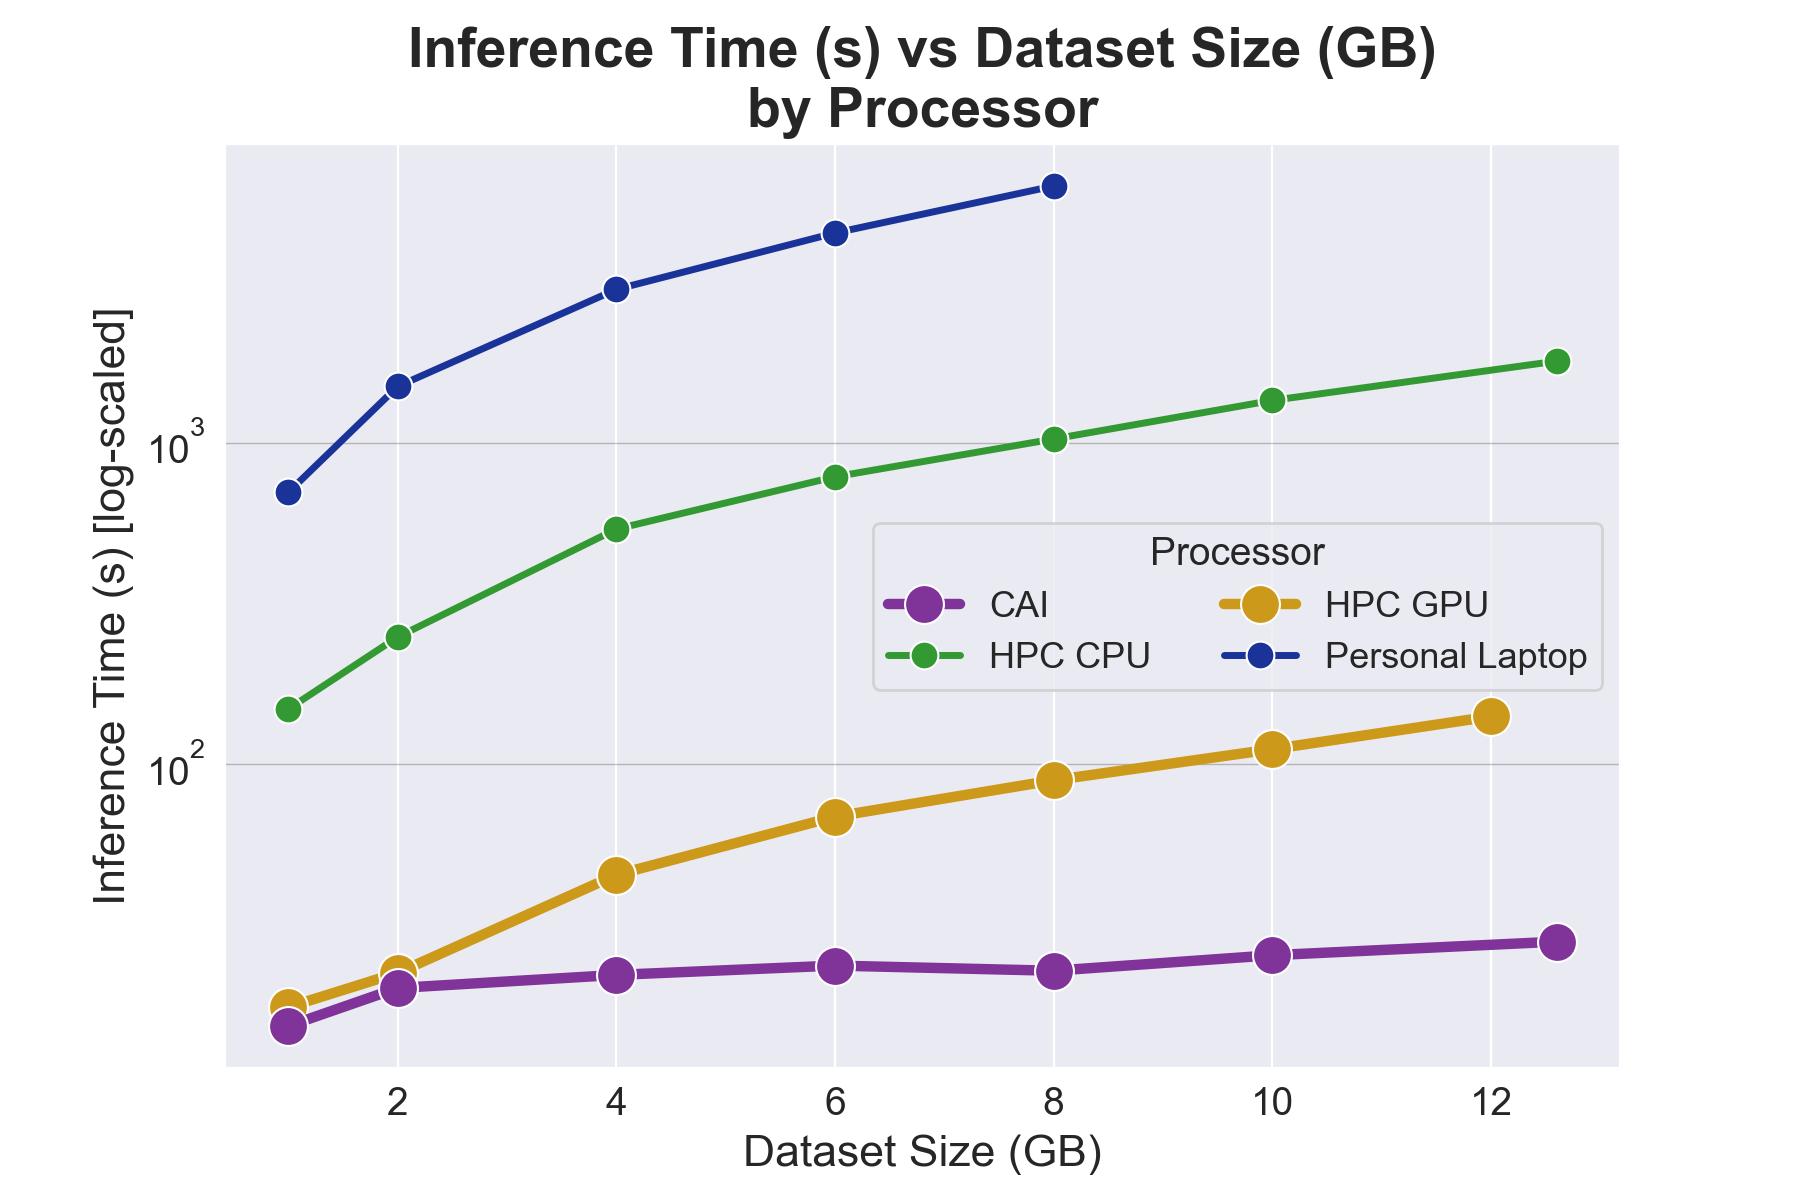 Inference Time (s) vs Dataset Size (GB)
by Processor
Inference Time (s) [log-scaled]
10³
10²
Processor
CAI
HPC GPU
HPC CPU
Personal Laptop
2 4 6 8 10 12
Dataset Size (GB)